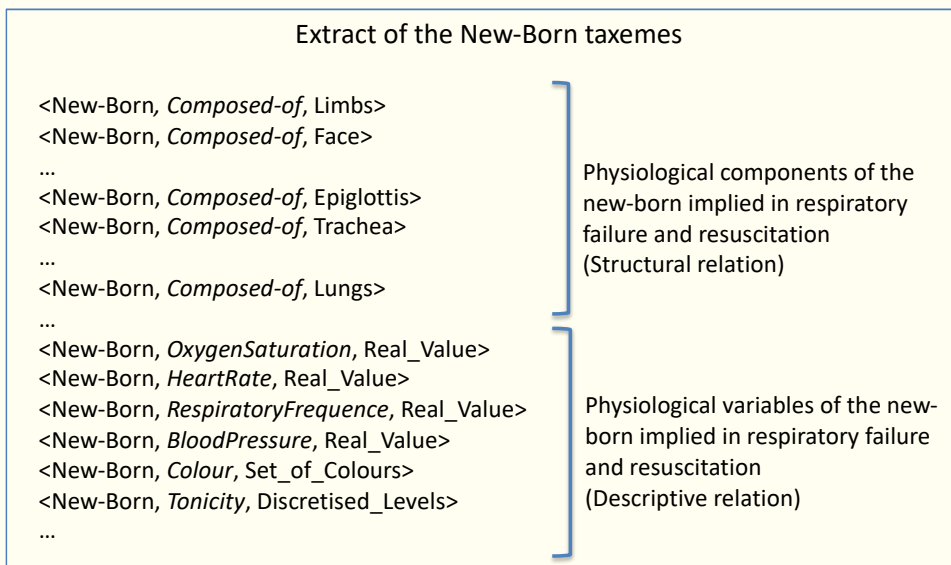 Extract of the New-Born taxemes
<New-Born, Composed-of, Limbs>
<New-Born, Composed-of, Face>
…
<New-Born, Composed-of, Epiglottis>
<New-Born, Composed-of, Trachea>
…
<New-Born, Composed-of, Lungs>
…
Physiological components of the
new-born implied in respiratory
failure and resuscitation
(Structural relation)
<New-Born, OxygenSaturation, Real_Value>
<New-Born, HeartRate, Real_Value>
<New-Born, RespiratoryFrequence, Real_Value>
<New-Born, BloodPressure, Real_Value>
<New-Born, Colour, Set_of_Colours>
<New-Born, Tonicity, Discretised_Levels>
…
Physiological variables of the new-
born implied in respiratory failure
and resuscitation
(Descriptive relation)